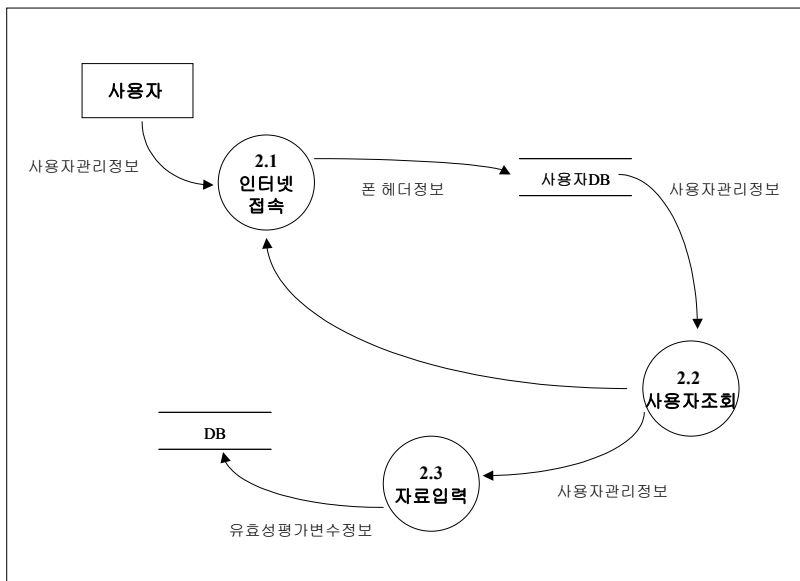 사용자
사용자관리정보
2.1
인터넷
접속
폰 헤더정보
사용자DB
사용자관리정보
2.2
사용자조회
사용자관리정보
2.3
자료입력
유효성평가변수정보
DB